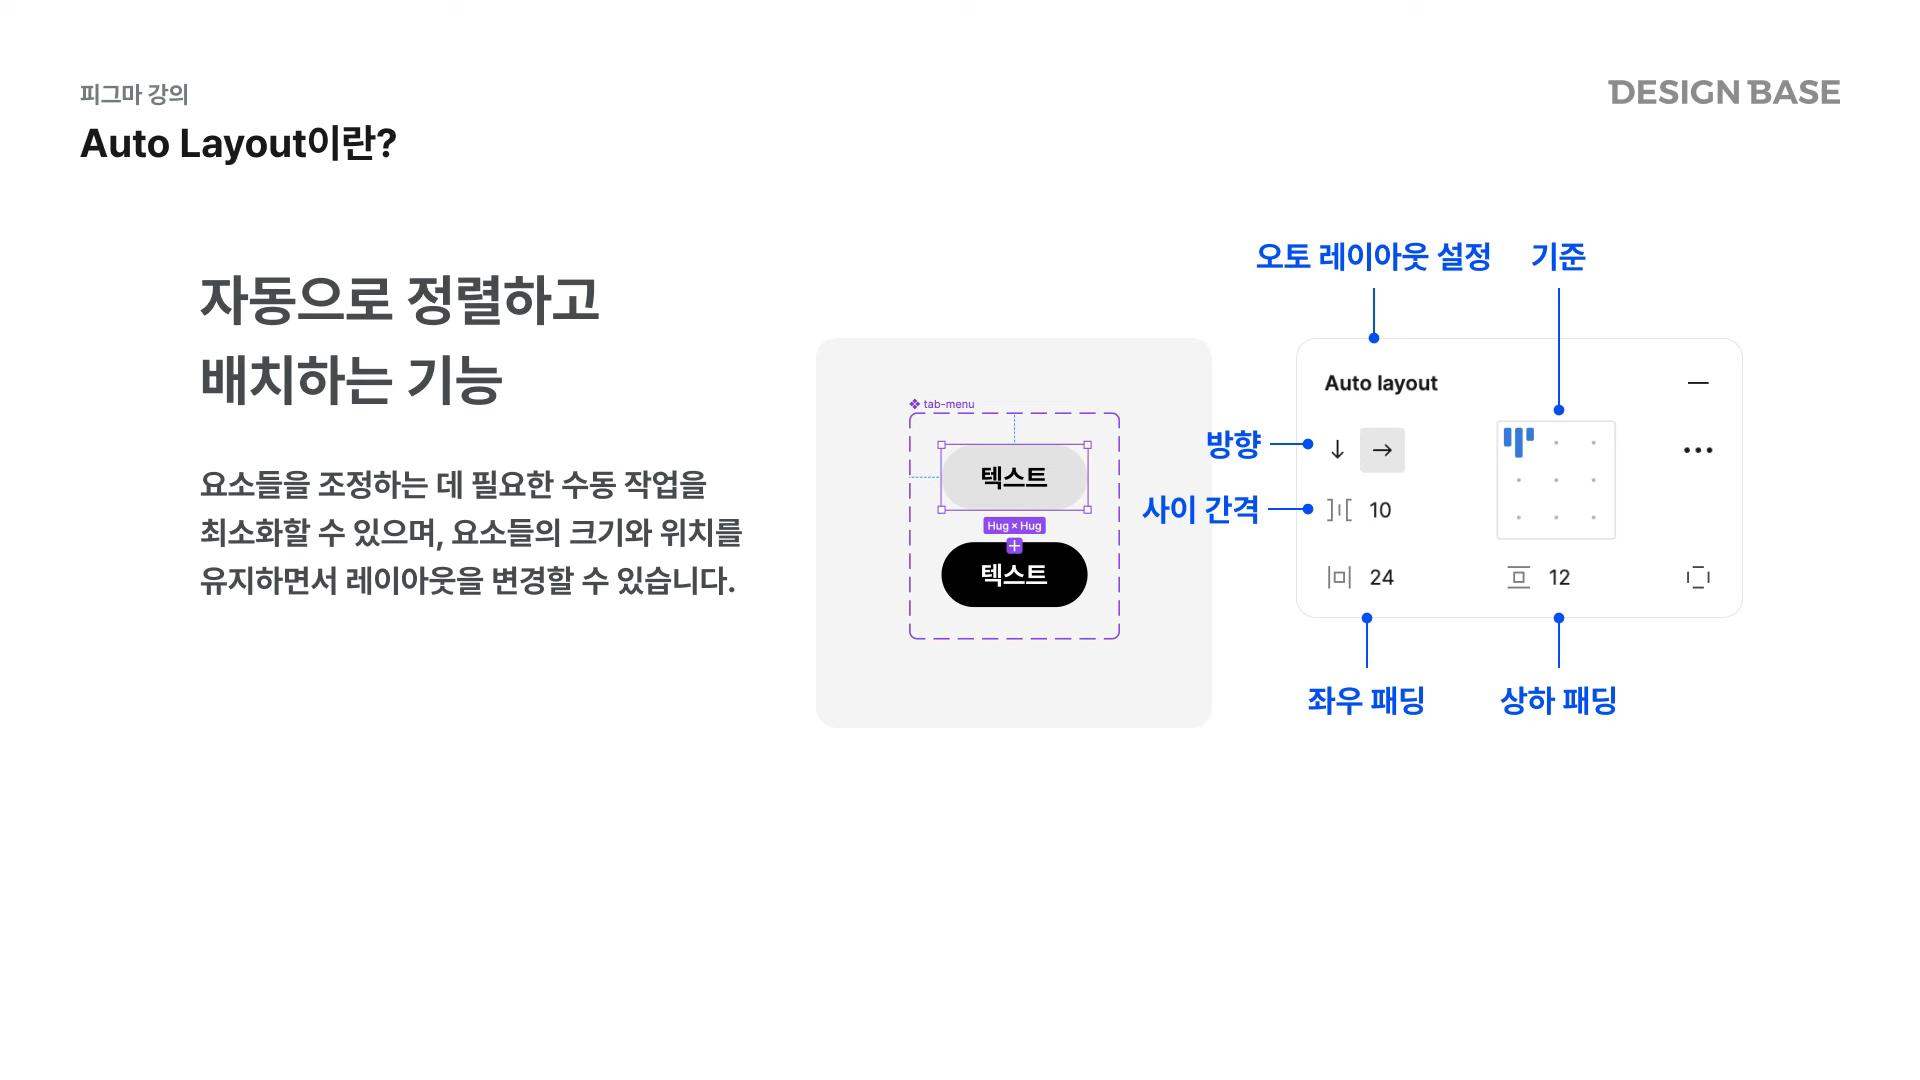 피그마 강의
Auto Layout이란?
DESIGN BASE
자동으로 정렬하고
배치하는 기능
요소들을 조정하는 데 필요한 수동 작업을
최소화할 수 있으며, 요소들의 크기와 위치를
유지하면서 레이아웃을 변경할 수 있습니다.
tab-menu
텍스트
Hug × Hug
텍스트
오토 레이아웃 설정
기준
Auto layout
방향
사이 간격
10
24
12
좌우 패딩
상하 패딩